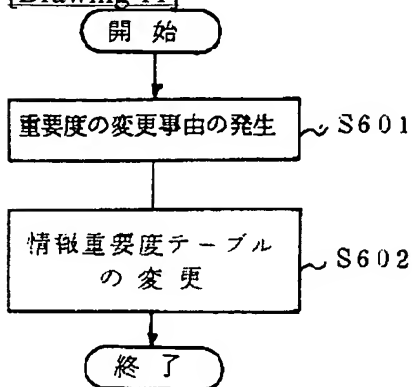 [Drawing 11]
開始
重要度の変更事由の発生
S601
情報重要度テーブル
の変更
S602
終了